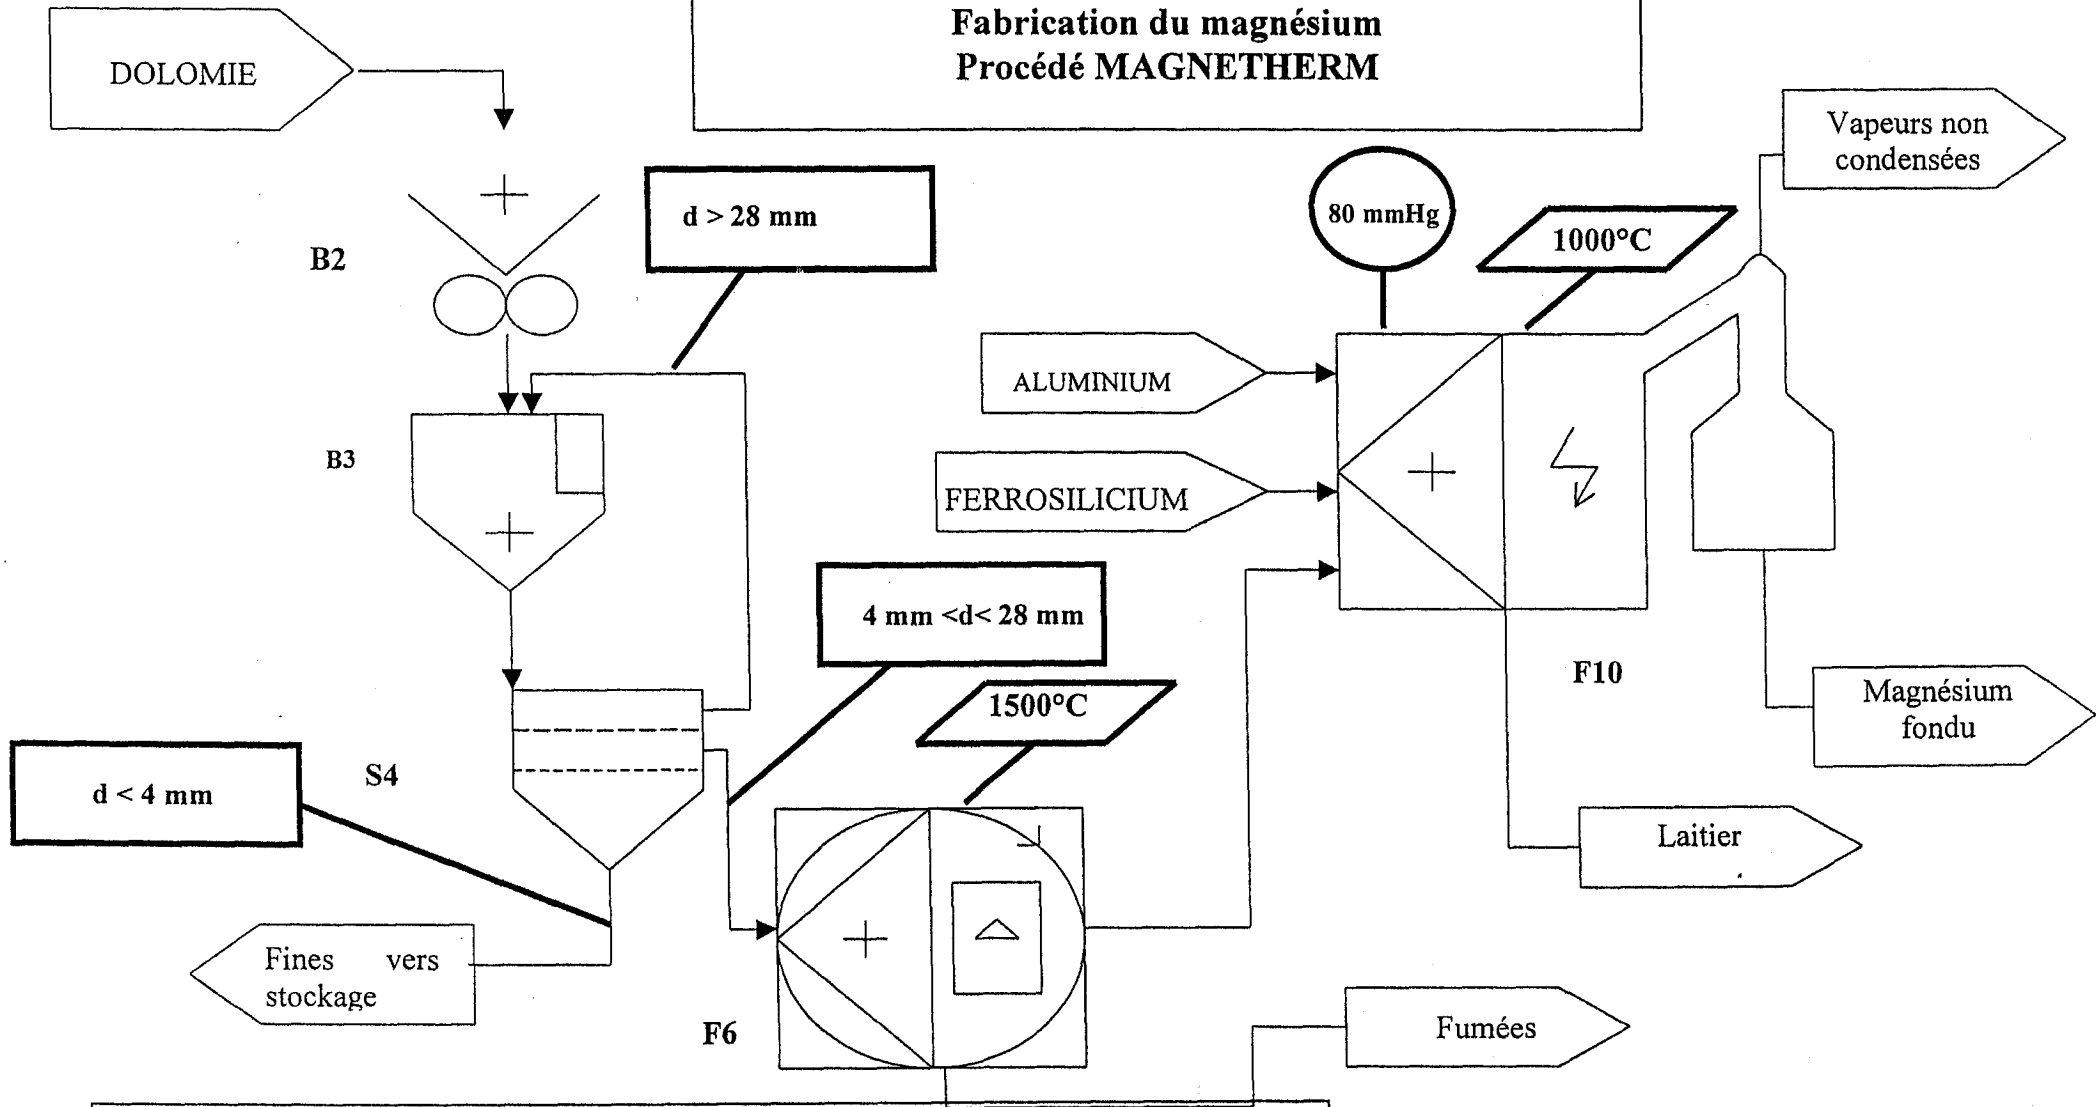 Fabrication du magnésium
Procédé MAGNETHERM
DOLOMIE
Vapeurs non
condensées
d > 28 mm
80 mmHg
1000°C
B2
ALUMINIUM
B3
FERROSILICIUM
4 mm <d< 28 mm
F10
1500°C
Magnésium
fondu
S4
d < 4 mm
Laitier
Fines vers
stockage
F6
Fumées